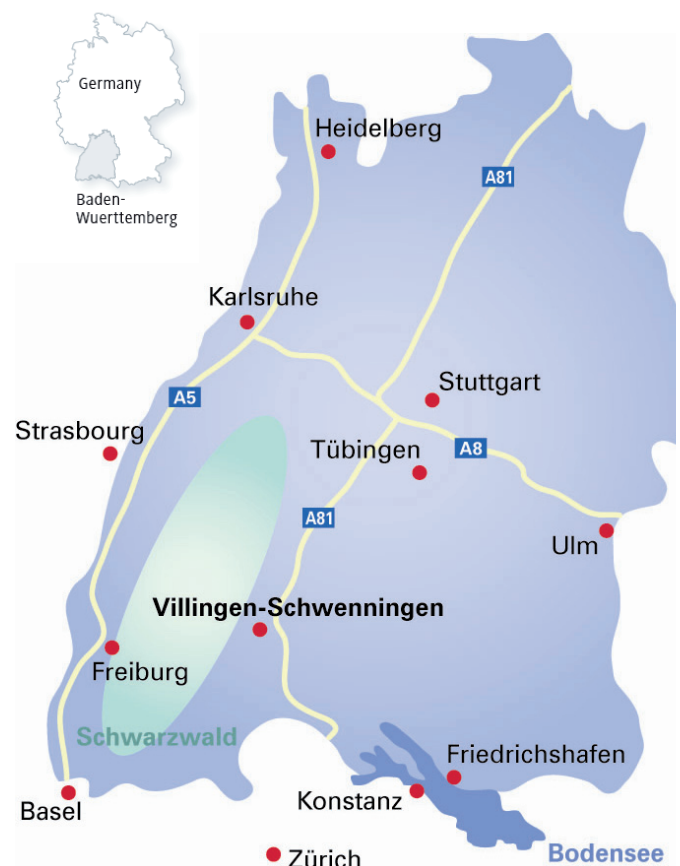 Germany
Baden-
Wuerttemberg
Heidelberg
A81
Karlsruhe
A5
Stuttgart
Strasbourg
Tübingen
A8
A81
Ulm
Villingen-Schwenningen
Freiburg
Schwarzwald
Friedrichshafen
Basel
Konstanz
Zürich
Bodensee